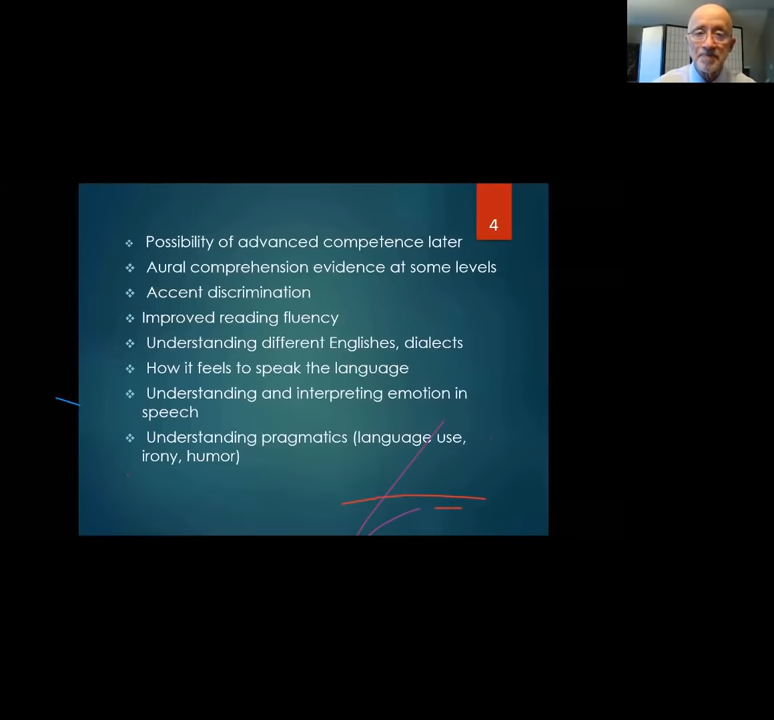 4
Possibility of advanced competence later
Aural comprehension evidence at some levels
Accent discrimination
Improved reading fluency
Understanding different Englishes, dialects
How it feels to speak the language
Understanding and interpreting emotion in
speech
Understanding pragmatics (language use,
irony, humor)